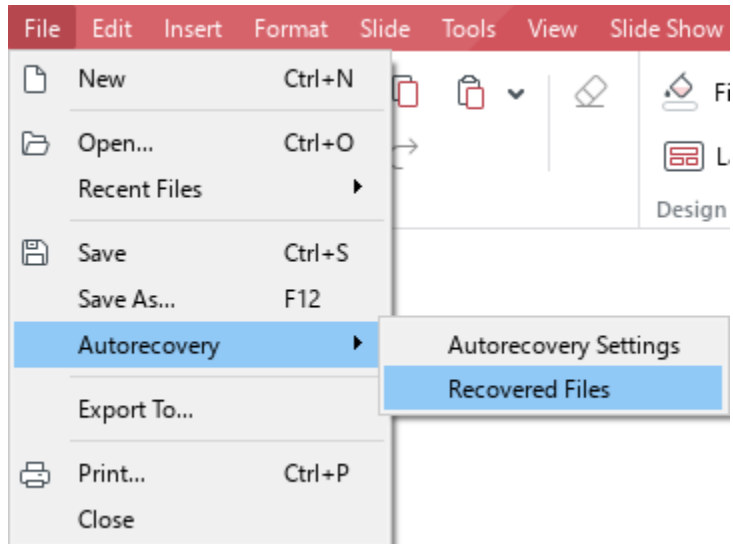 File Edit Insert Format Slide Tools View Slide Show
New Ctrl+N
Open... Ctrl+O
Recent Files
Design
Save Ctrl+S
Save As... F12
Autorecovery
Autorecovery Settings
Recovered Files
Export To...
Print... Ctrl+P
Close